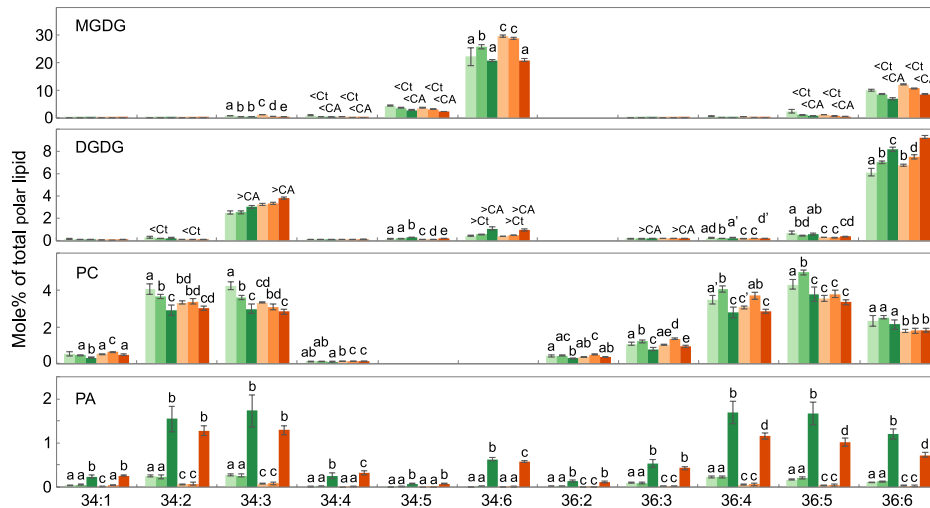 MGDG
30
20
10
0
a b b c d e
<Ct <Ct
<CA <CA
<Ct <Ct
<CA <CA
a b a c c a
<Ct <Ct
<CA <CA
<Ct <Ct
<CA <CA
DGDG
8
6
4
2
0
<Ct <Ct
>CA >CA
a a b c d e
>CA >CA
>Ct >Ct
>CA >CA
ad b a' c c d'
a bd ab c c cd
a b c b d
PC
4
2
0
a a b a c a
a b c bd bd cd
a b c b bd cd
ab ab a b c c
a ac b ab c ab
a b c ae d e
a' b c c' ab c
a b c c c c
a a a b b b
PA
2
1
0
a a b c a b
a a b c c b
a a b c c b
a a b a a c
a a b a a b
a a b a a c
a a b c c b
a a b c c b
a a b c c d
a a b c c d
a a b c c d
34:1 34:2 34:3 34:4 34:5 34:6 36:2 36:3 36:4 36:5 36:6
Mole% of total polar lipid